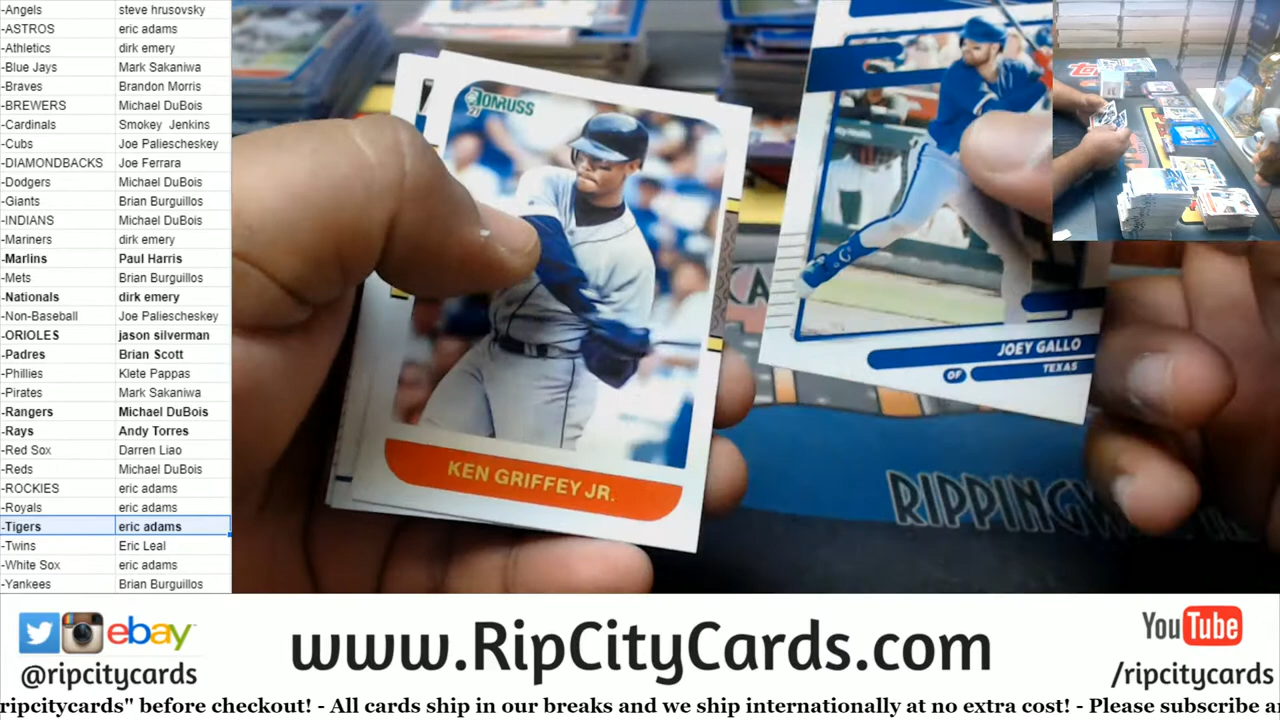 -Angels steve hrusovsky
-ASTROS eric adams
-Athletics dirk emery
-Blue Jays Mark Sakaniwa
-Braves Brandon Morris
-BREWERS Michael DuBois
-Cardinals Smokey Jenkins
-Cubs Joe Paliescheskey
-DIAMONDBACKS Joe Ferrara
-Dodgers Michael DuBois
-Giants Brian Burguillos
-INDIANS Michael DuBois
-Mariners dirk emery
-Marlins Paul Harris
-Mets Brian Burguillos
-Nationals dirk emery
-Non-Baseball Joe Paliescheskey
-ORIOLES jason silverman
-Padres Brian Scott
-Phillies Klete Pappas
-Pirates Mark Sakaniwa
-Rangers Michael DuBois
-Rays Andy Torres
-Red Sox Darren Liao
-Reds Michael DuBois
-ROCKIES eric adams
-Royals eric adams
-Tigers eric adams
-Twins Eric Leal
-White Sox eric adams
-Yankees Brian Burguillos
DONRUSS
KEN GRIFFEY JR.
JOEY GALLO
OF TEXAS
ebay
@ripcitycards
www.RipCityCards.com
YouTube
/ripcitycards
ripcitycards" before checkout! - All cards ship in our breaks and we ship internationally at no extra cost! - Please subscribe